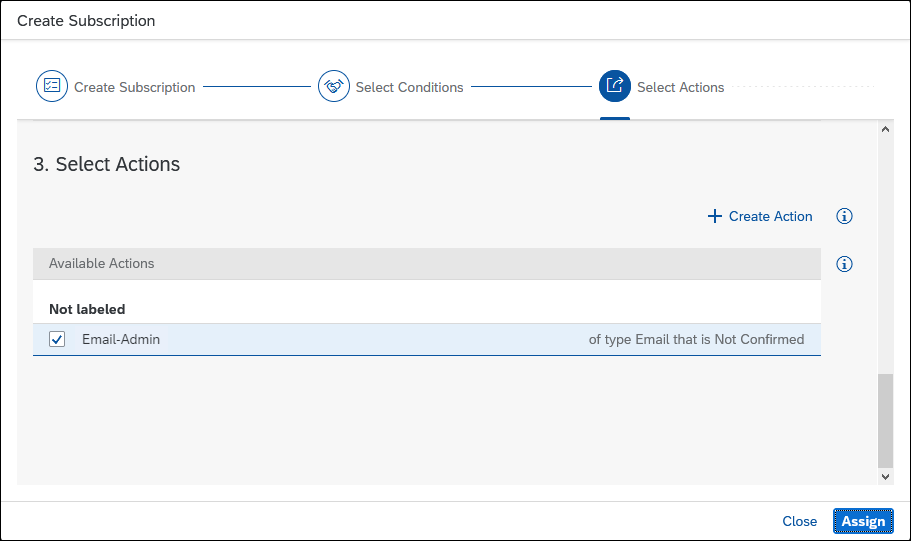 Create Subscription
Create Subscription
Select Conditions
Select Actions
3. Select Actions
Create Action
Available Actions
Not labeled
Email-Admin
of type Email that is Not Confirmed
Close
Assign